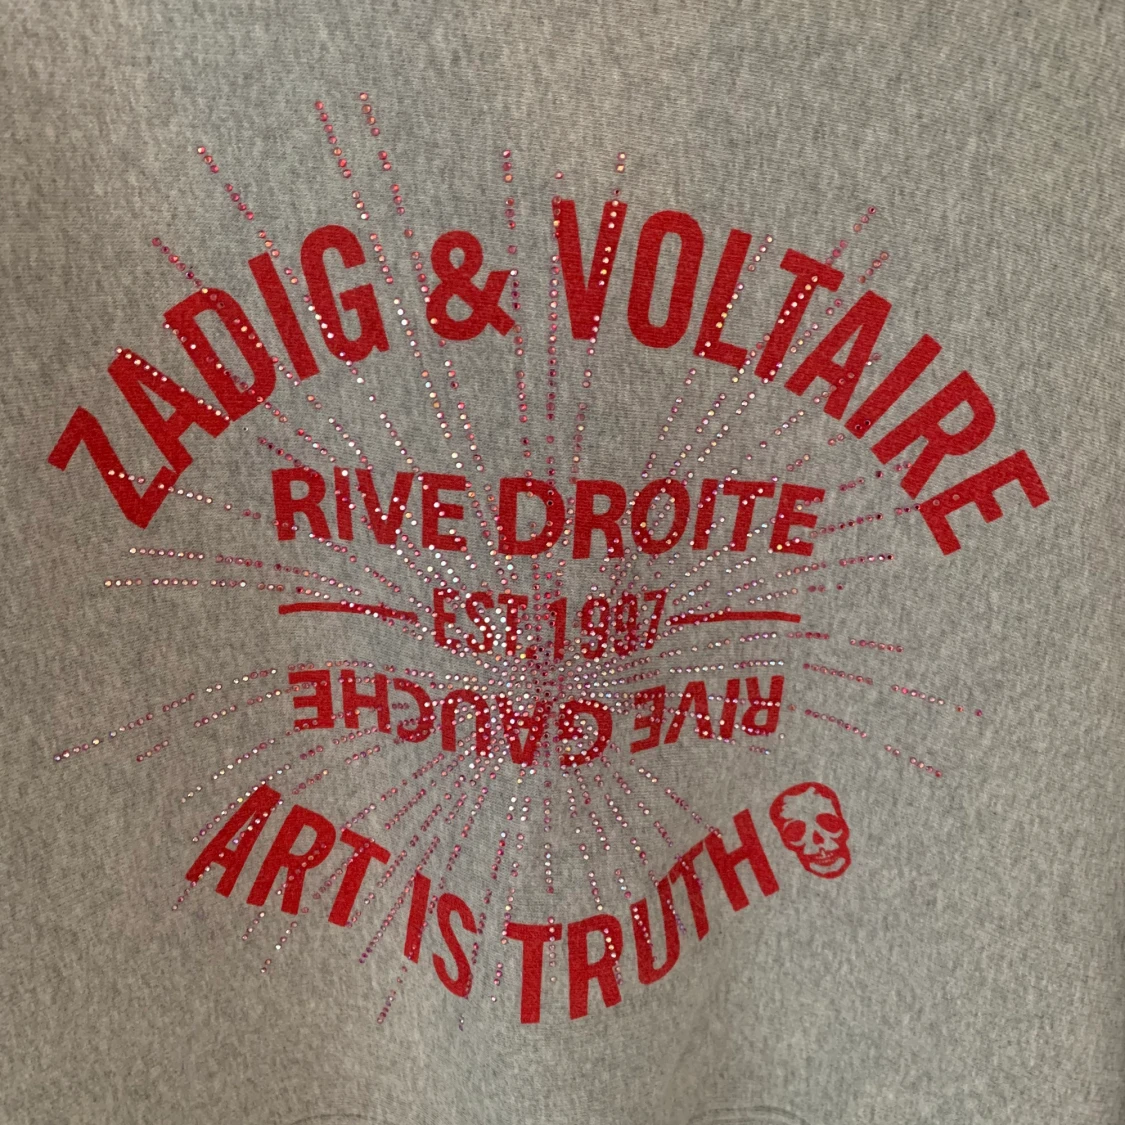 ZADIG & VOLTAIRE
RIVE DROITE
EST.1997
RIVE GAUCHE
ART IS TRUTH